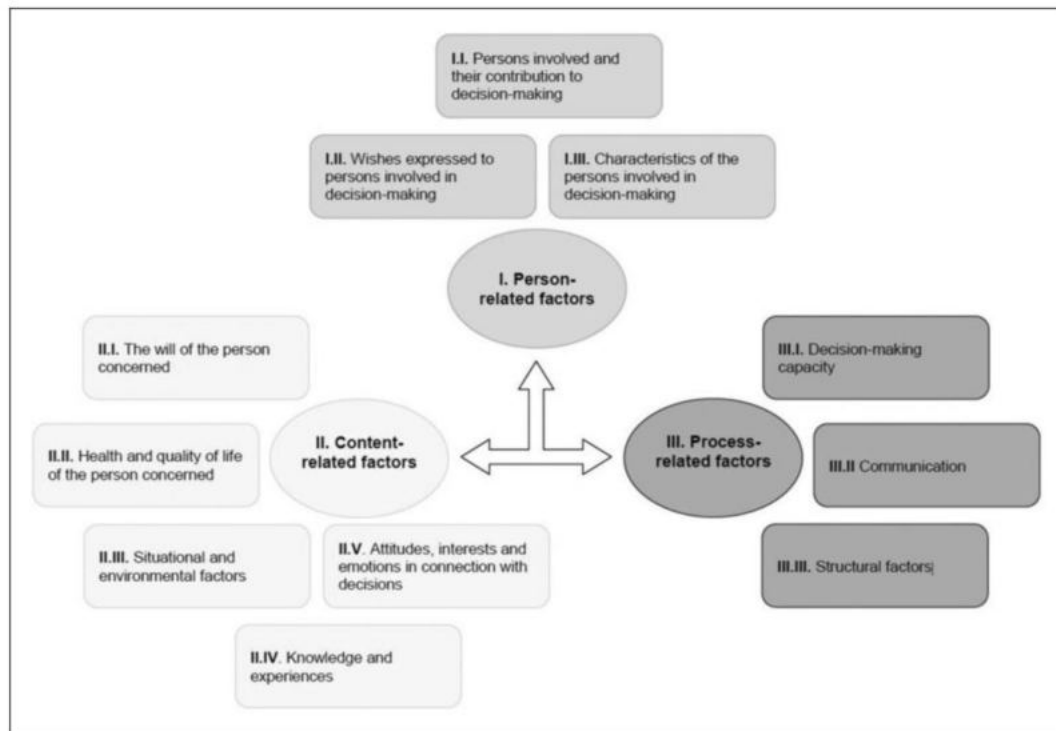 I.I. Persons involved and
their contribution to
decision-making
I.II. Wishes expressed to
persons involved in
decision-making
I.III. Characteristics of the
persons involved in
decision-making
I. Person-
related factors
II.I. The will of the person
concerned
II.II. Health and quality of life
of the person concerned
II. Content-
related factors
II.III. Situational and
environmental factors
II.V. Attitudes, interests and
emotions in connection with
decisions
II.IV. Knowledge and
experiences
III.I. Decision-making
capacity
III. Process-
related factors
III.II Communication
III.III. Structural factors